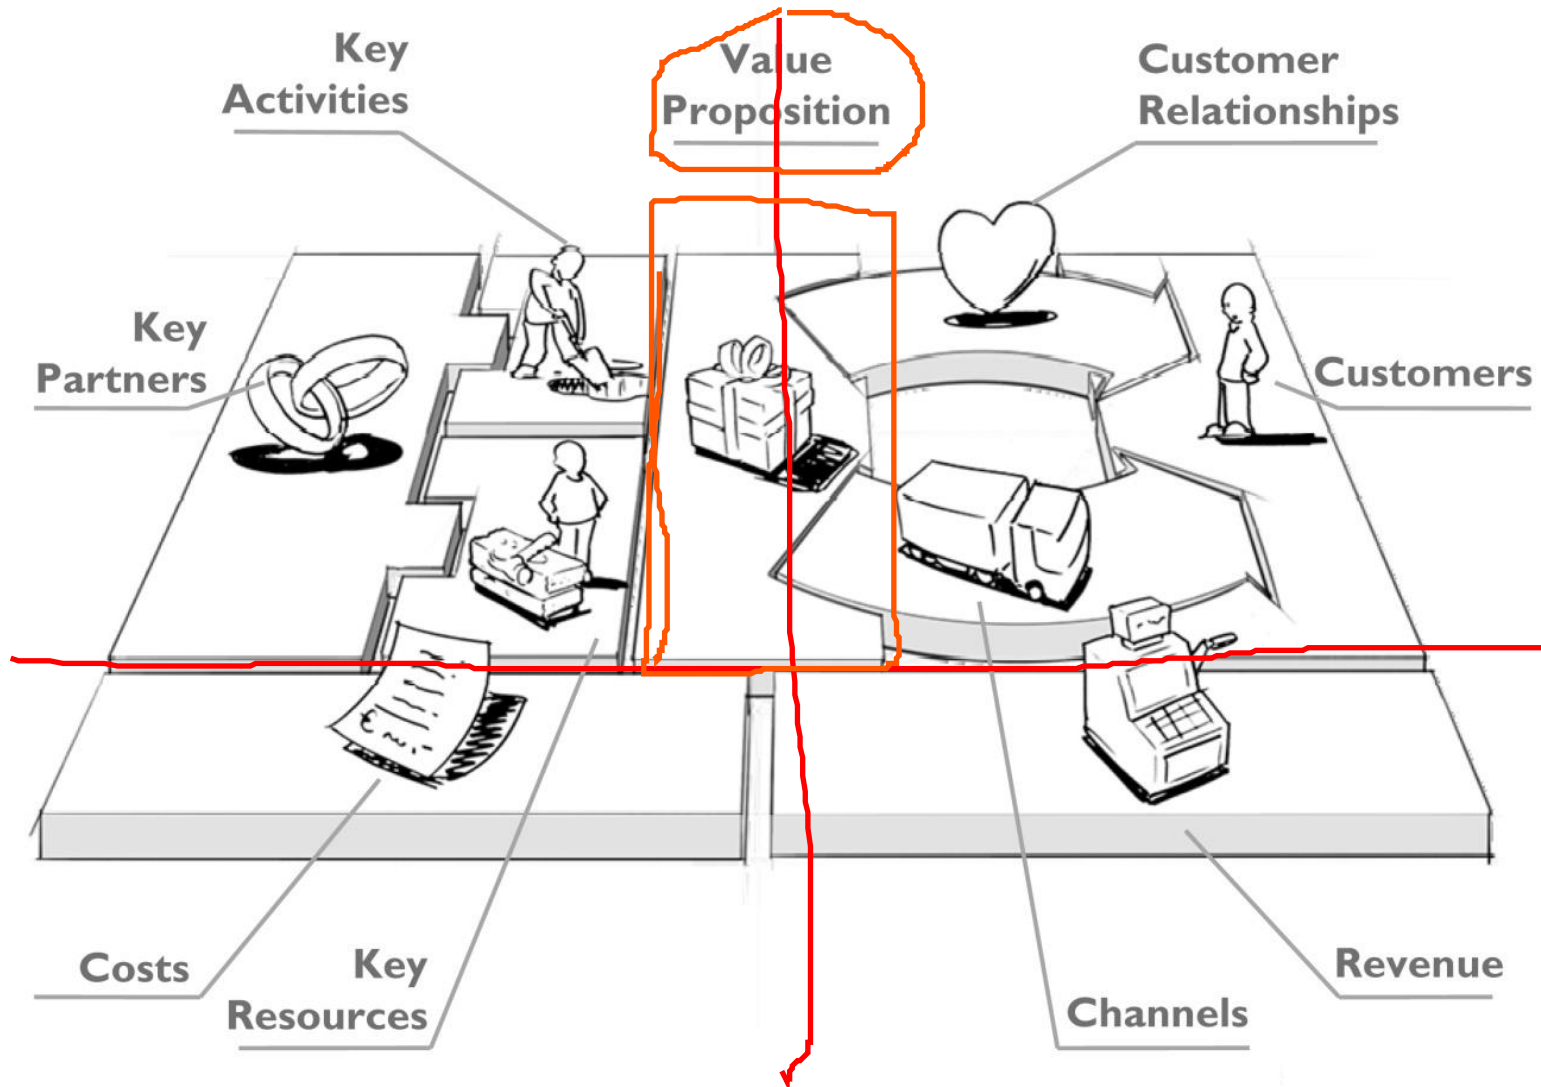 Key
Activities
Value
Proposition
Customer
Relationships
Key
Partners
Customers
Costs
Key
Resources
Channels
Revenue